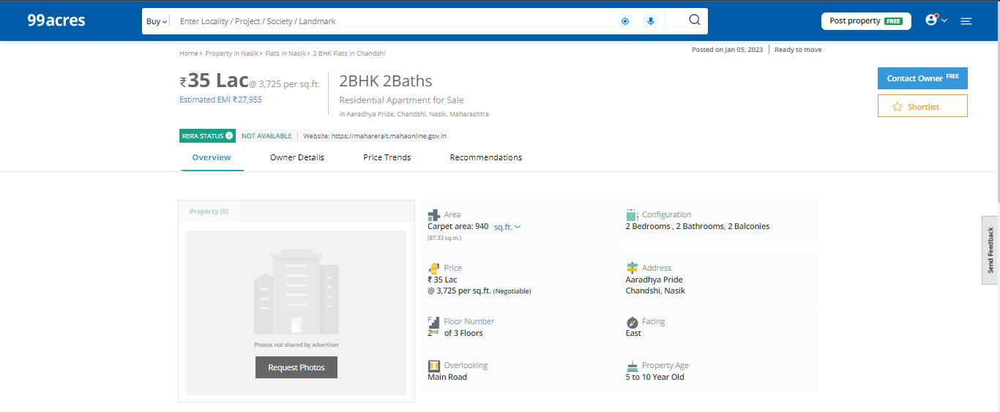 99acres
Buy
Enter Locality / Project / Society / Landmark
Post property FREE
Home > Property in Nasik > Flats in Nasik > 2 BHK Flats in Chandshi
Posted on Jan 05, 2023 | Ready to move
₹35 Lac @ 3,725 per sq.ft.
Estimated EMI ₹27,955
2BHK 2Baths
Residential Apartment for Sale
in Aaradhya Pride, Chandshi, Nasik, Maharashtra
Contact Owner FREE
Shortlist
RERA STATUS i NOT AVAILABLE | Website: https://maharerait.mahaonline.gov.in
Overview Owner Details Price Trends Recommendations
Property (0)
Photos not shared by advertiser
Request Photos
Area
Carpet area: 940 sq.ft.
(87.33 sq.m.)
Configuration
2 Bedrooms , 2 Bathrooms, 2 Balconies
Price
₹ 35 Lac
@ 3,725 per sq.ft. (Negotiable)
Address
Aaradhya Pride
Chandshi, Nasik
Floor Number
2nd of 3 Floors
Facing
East
Overlooking
Main Road
Property Age
5 to 10 Year Old
Send Feedback